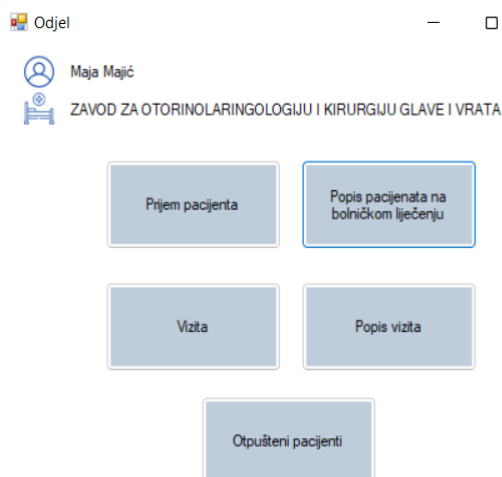 Odjel
Maja Majić
ZAVOD ZA OTORINOLARINGOLOGIJU I KIRURGIJU GLAVE I VRATA
Prijem pacijenta
Popis pacijenata na
bolničkom liječenju
Vizita
Popis vizita
Otpušteni pacijenti